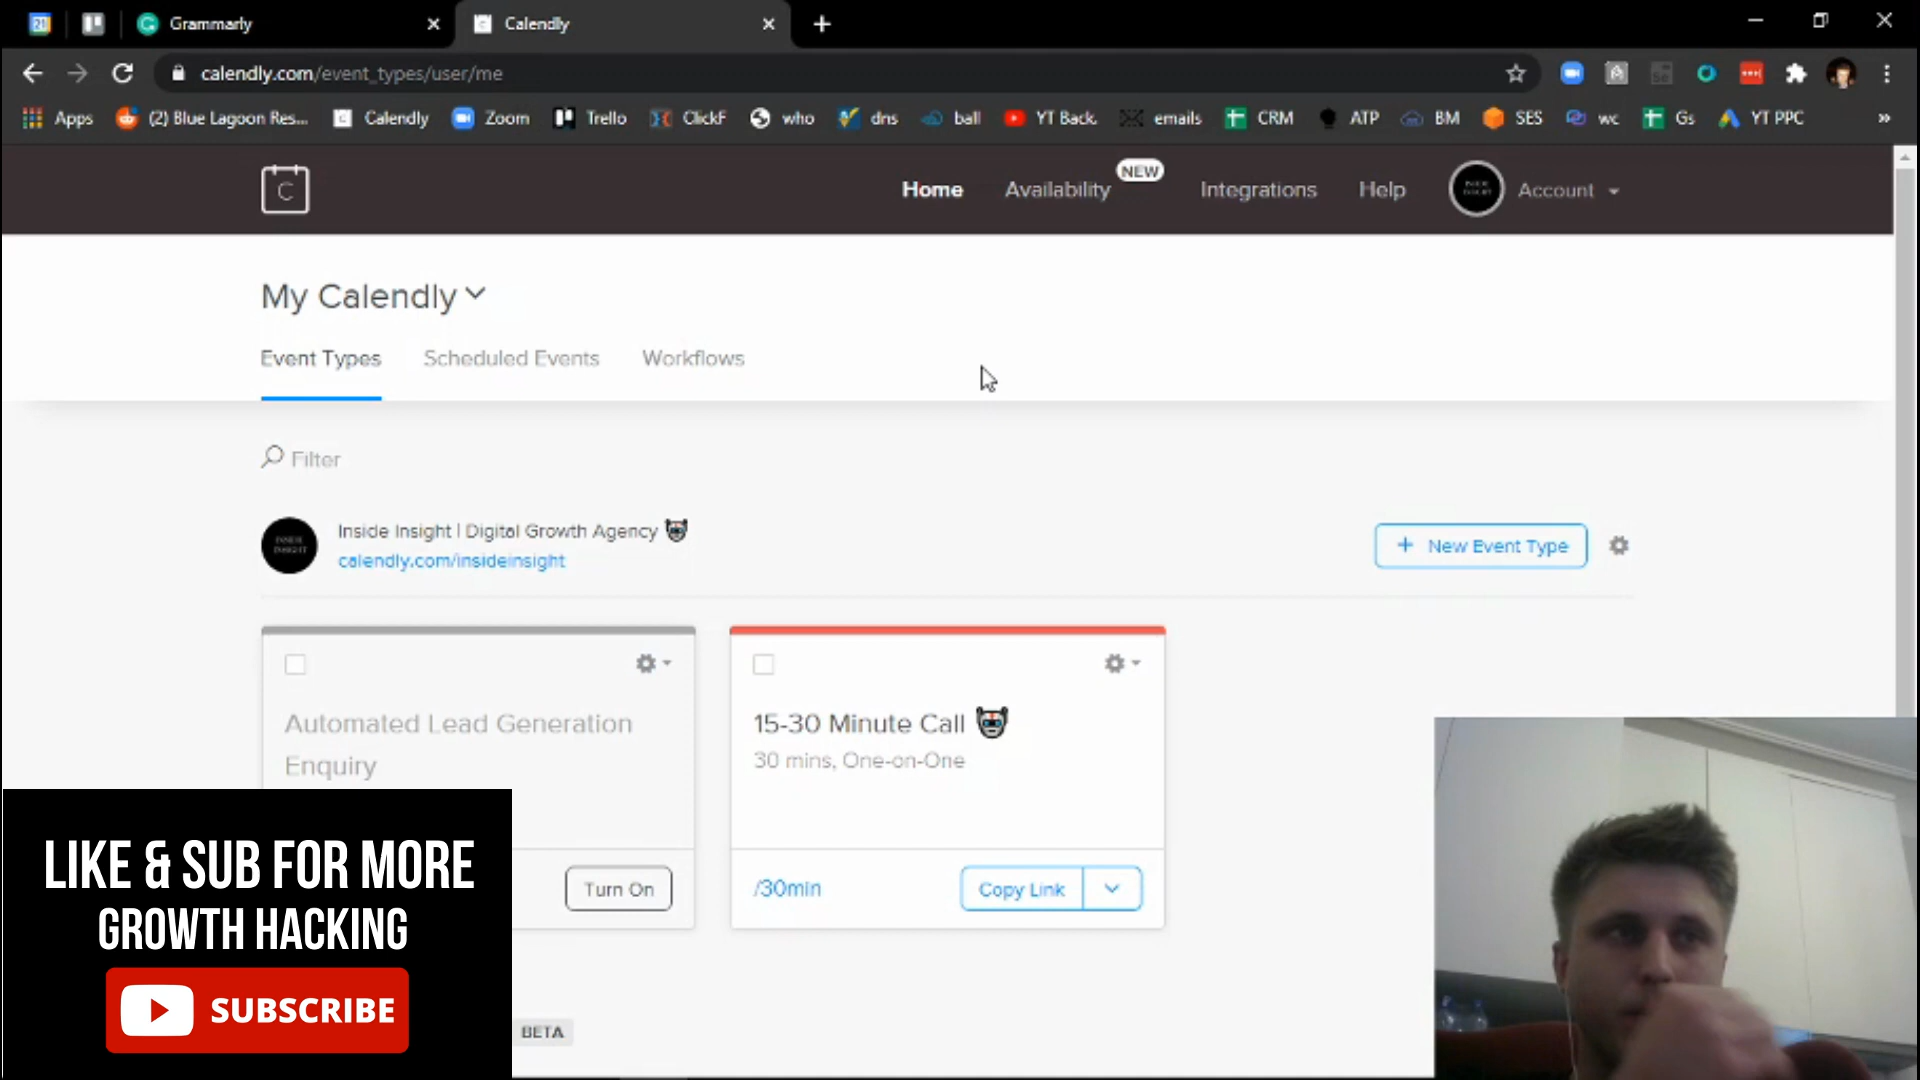 Grammarly
Calendly
calendly.com/event_types/user/me
Apps
(2) Blue Lagoon Res...
Calendly
Zoom
Trello
ClickF
who
dns
ball
YT Back.
emails
CRM
ATP
BM
SES
wc
Gs
YT PPC
»
C
Home
Availability
NEW
Integrations
Help
INSIDE
INSIGHT
Account
My Calendly
Event Types
Scheduled Events
Workflows
Filter
INSIDE
INSIGHT
Inside Insight | Digital Growth Agency
calendly.com/insideinsight
+ New Event Type
Automated Lead Generation
Enquiry
Turn On
15-30 Minute Call
30 mins, One-on-One
/30min
Copy Link
LIKE & SUB FOR MORE
GROWTH HACKING
SUBSCRIBE
BETA